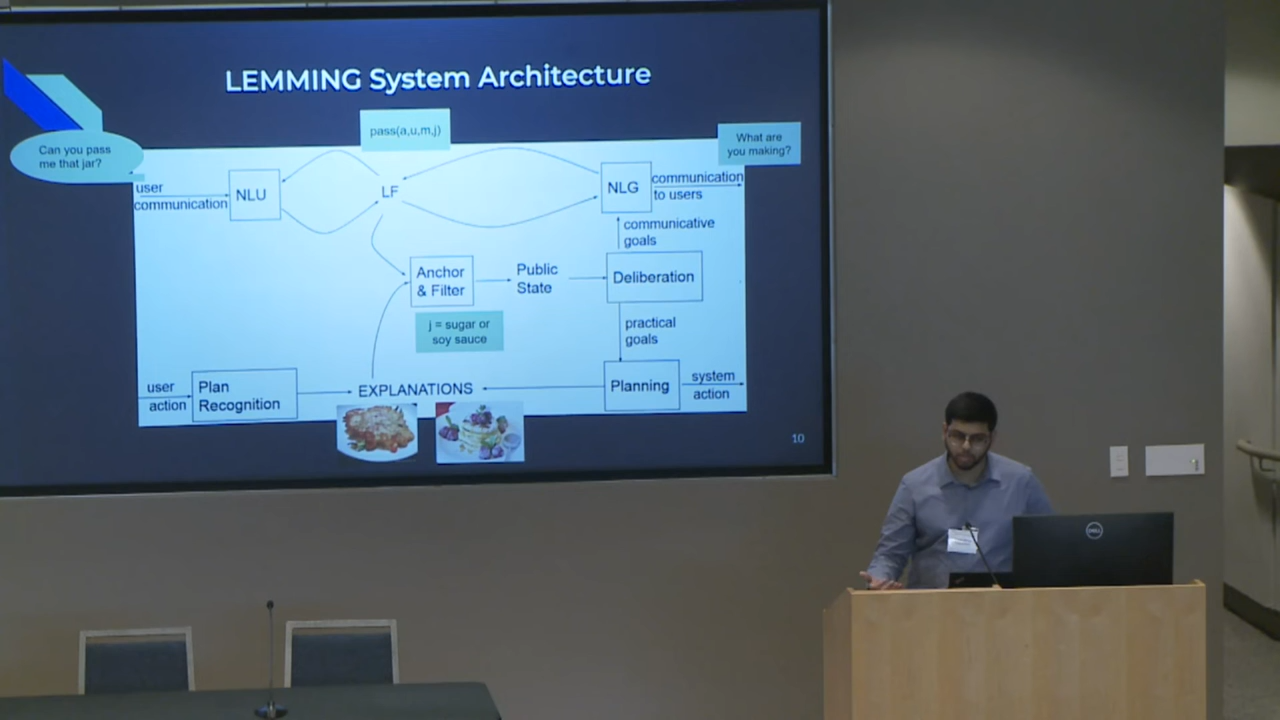 LEMMING System Architecture
pass(a,u,m,j)
Can you pass
me that jar?
What are
you making?
user
communication
NLU
LF
NLG
communication
to users
communicative
goals
Anchor
& Filter
Public
State
Deliberation
j = sugar or
soy sauce
practical
goals
user
action
Plan
Recognition
EXPLANATIONS
Planning
system
action
10
DELL